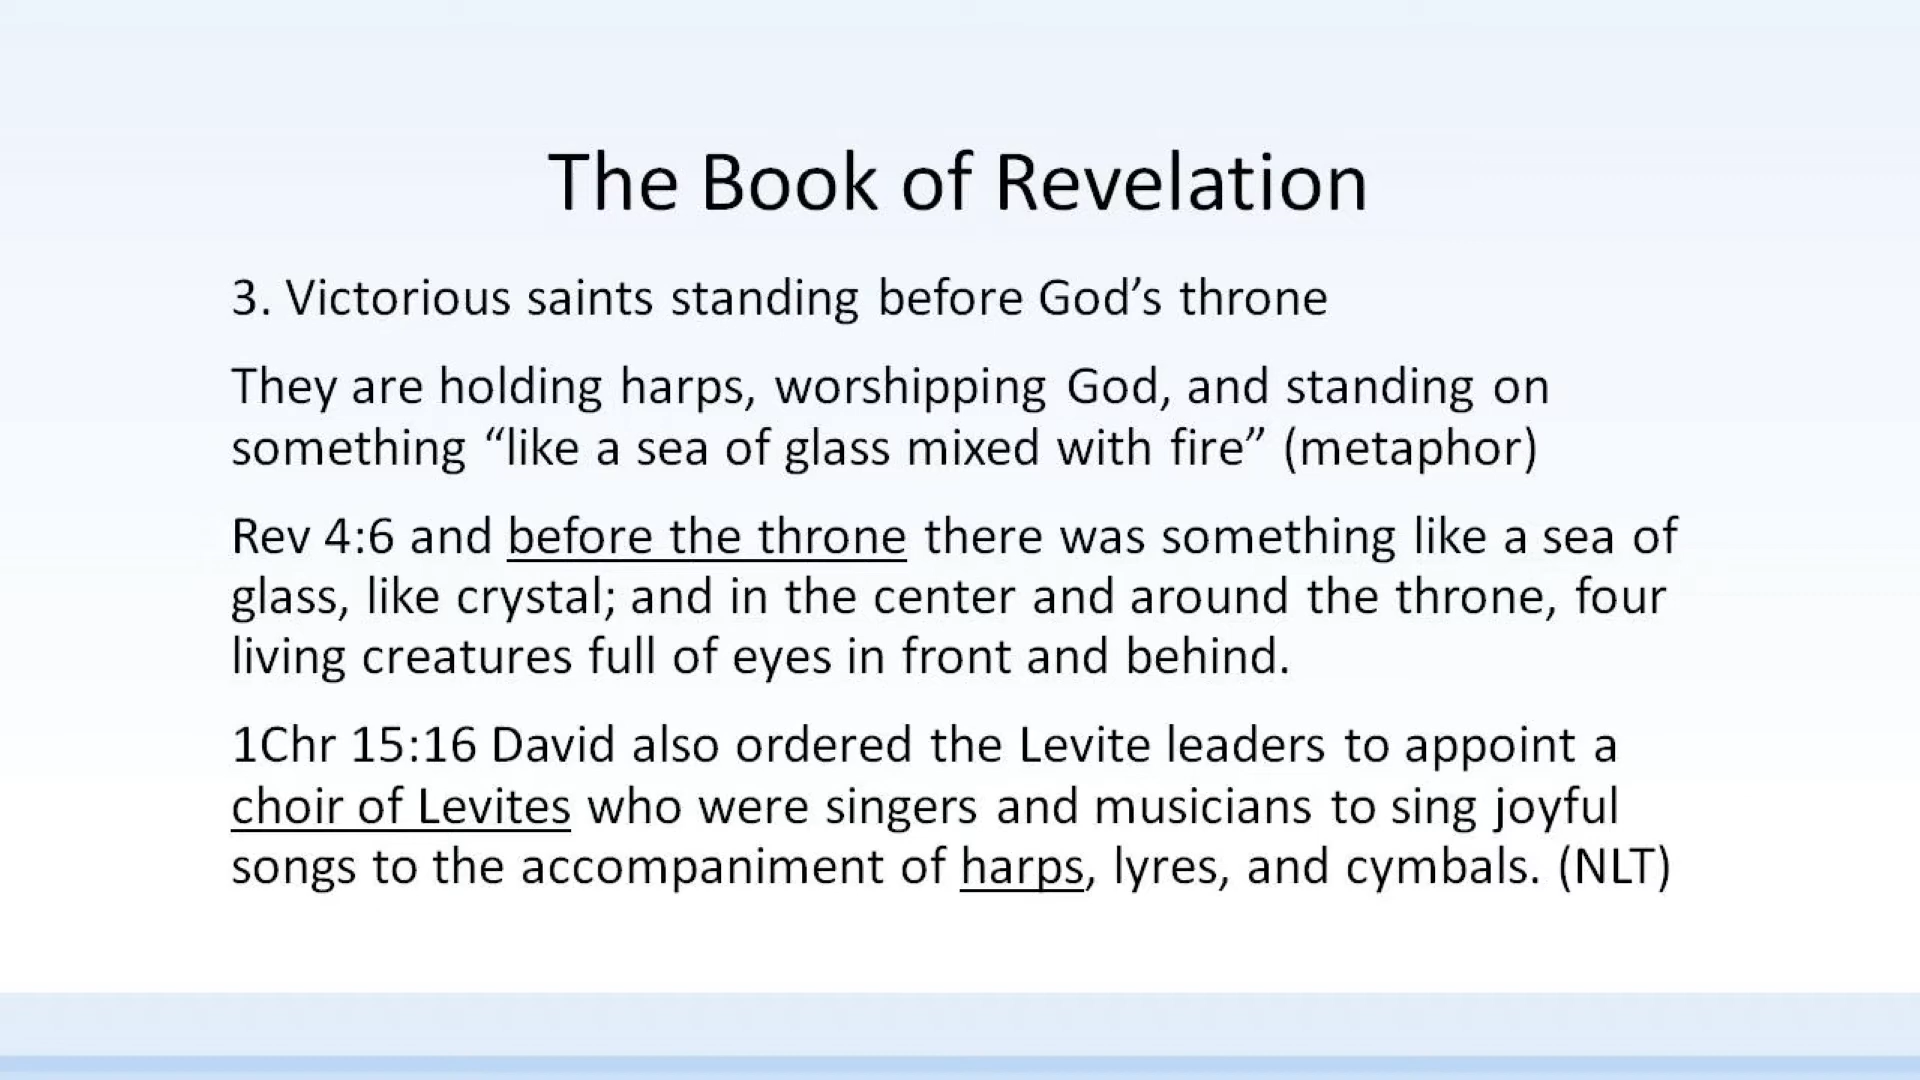 The Book of Revelation
3. Victorious saints standing before God’s throne
They are holding harps, worshipping God, and standing on
something “like a sea of glass mixed with fire” (metaphor)
Rev 4:6 and before the throne there was something like a sea of
glass, like crystal; and in the center and around the throne, four
living creatures full of eyes in front and behind.
1Chr 15:16 David also ordered the Levite leaders to appoint a
choir of Levites who were singers and musicians to sing joyful
songs to the accompaniment of harps, lyres, and cymbals. (NLT)